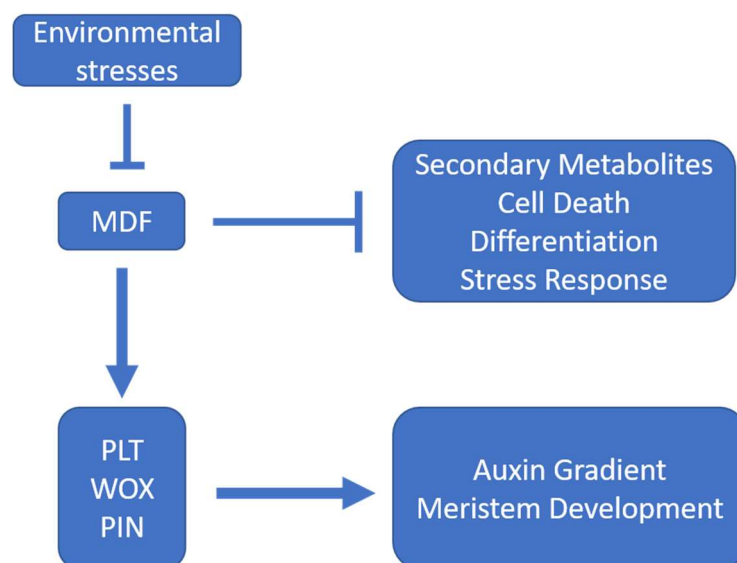 Environmental
stresses
MDF
Secondary Metabolites
Cell Death
Differentiation
Stress Response
PLT
WOX
PIN
Auxin Gradient
Meristem Development